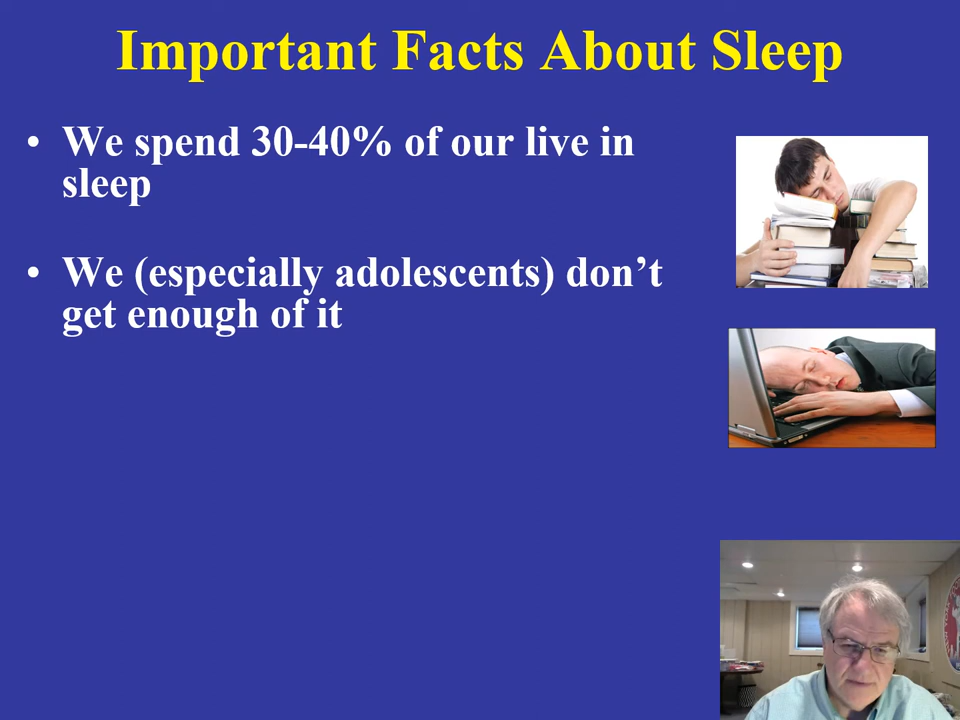 Important Facts About Sleep
• We spend 30-40% of our live in
sleep
• We (especially adolescents) don’t
get enough of it